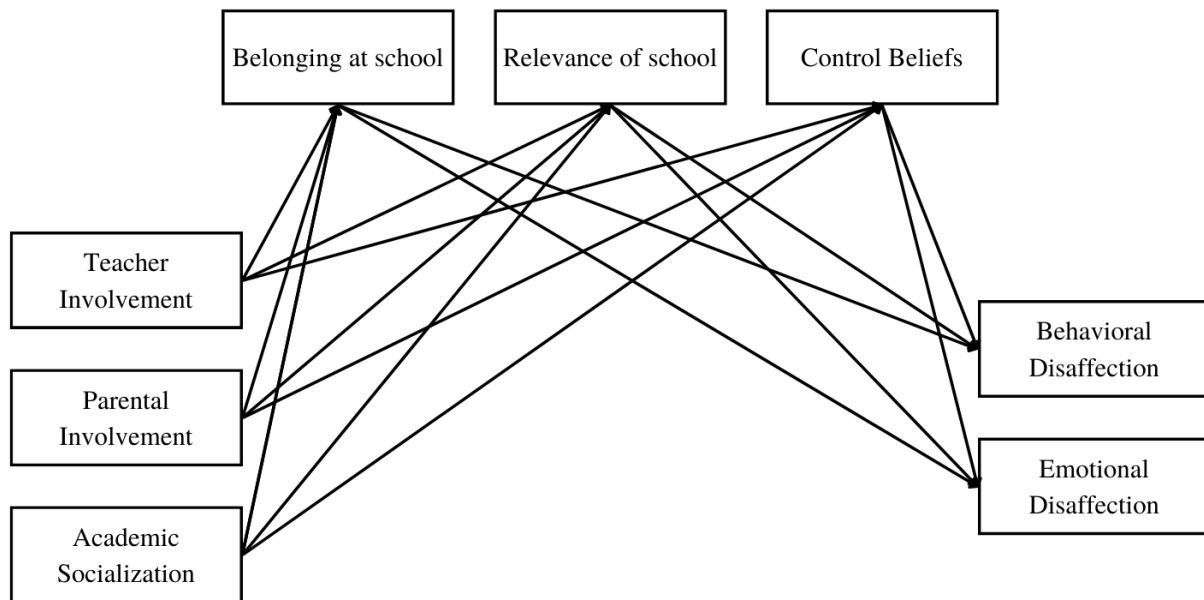 Belonging at school
Relevance of school
Control Beliefs
Teacher
Involvement
Parental
Involvement
Academic
Socialization
Behavioral
Disaffection
Emotional
Disaffection